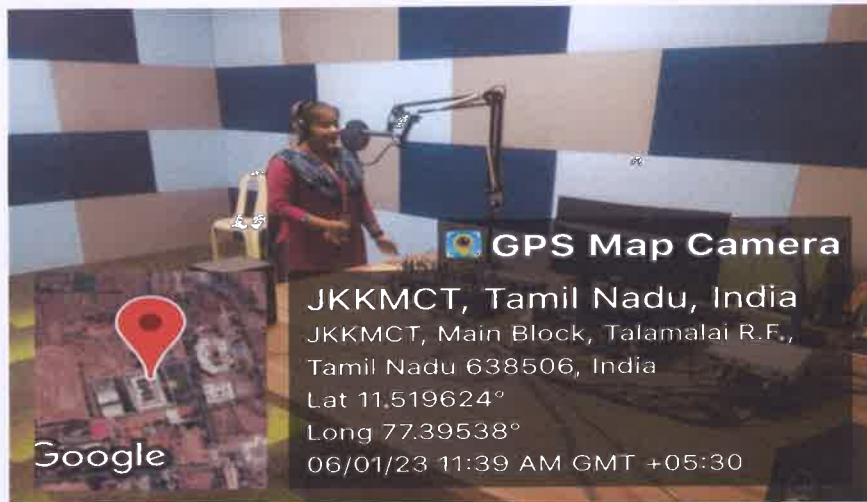 GPS Map Camera
JKKMCT, Tamil Nadu, India
JKKMCT, Main Block, Talamalai R.F.,
Tamil Nadu 638506, India
Lat 11.519624°
Long 77.39538°
06/01/23 11:39 AM GMT +05:30
Google